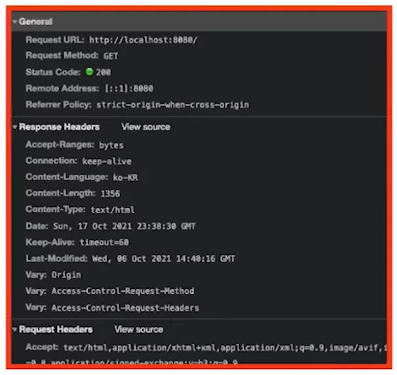 General
Request URL: http://localhost:8080/
Request Method: GET
Status Code: 200
Remote Address: [::1]:8080
Referrer Policy: strict-origin-when-cross-origin
Response Headers View source
Accept-Ranges: bytes
Connection: keep-alive
Content-Language: ko-KR
Content-Length: 1356
Content-Type: text/html
Date: Sun, 17 Oct 2021 23:38:30 GMT
Keep-Alive: timeout=60
Last-Modified: Wed, 06 Oct 2021 14:40:16 GMT
Vary: Origin
Vary: Access-Control-Request-Method
Vary: Access-Control-Request-Headers
Request Headers View source
Accept: text/html,application/xhtml+xml,application/xml;q=0.9,image/avif,i
=0.8,application/signed-exchange;v=b3;q=0.9